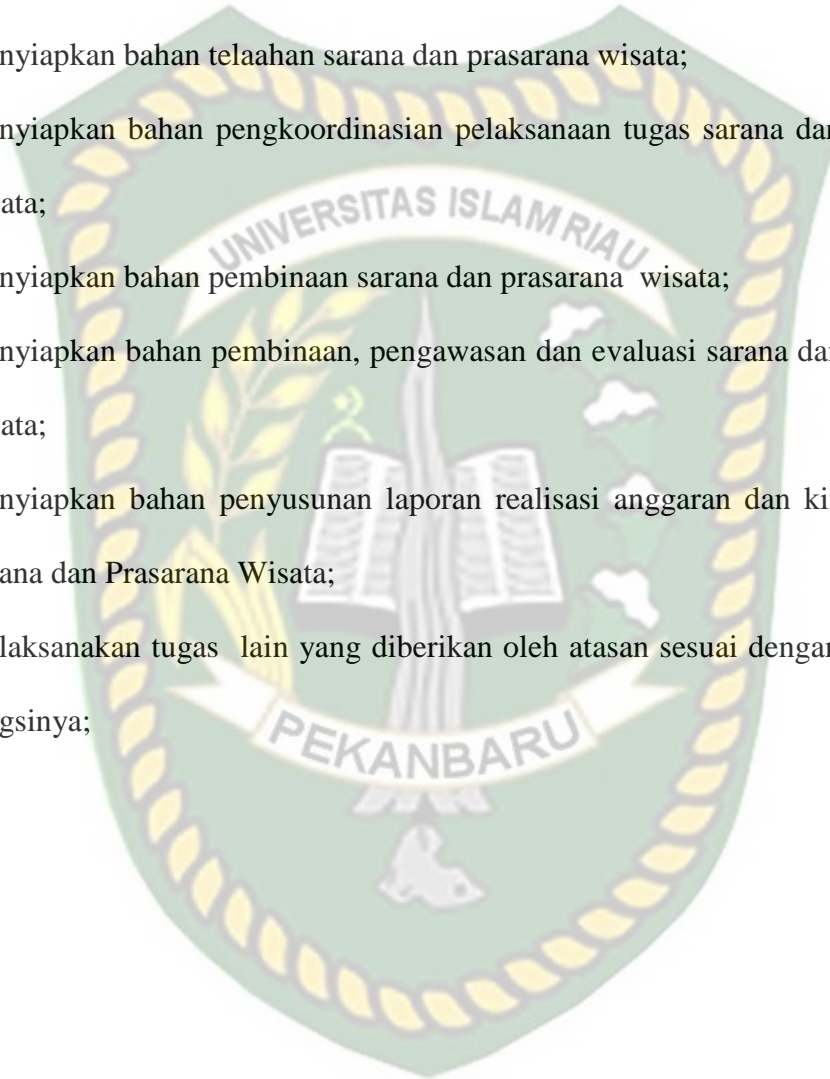 nyiapkan bahan telaahan sarana dan prasarana wisata;
nyiapkan bahan pengkoordinasian pelaksanaan tugas sarana dan
ata;
UNIVERSITAS ISLAM RIAU
nyiapkan bahan pembinaan sarana dan prasarana wisata;
nyiapkan bahan pembinaan, pengawasan dan evaluasi sarana dan
ata;
nyiapkan bahan penyusunan laporan realisasi anggaran dan ki
ana dan Prasarana Wisata;
laksanakan tugas lain yang diberikan oleh atasan sesuai dengan
gsinya;
PEKANBARU